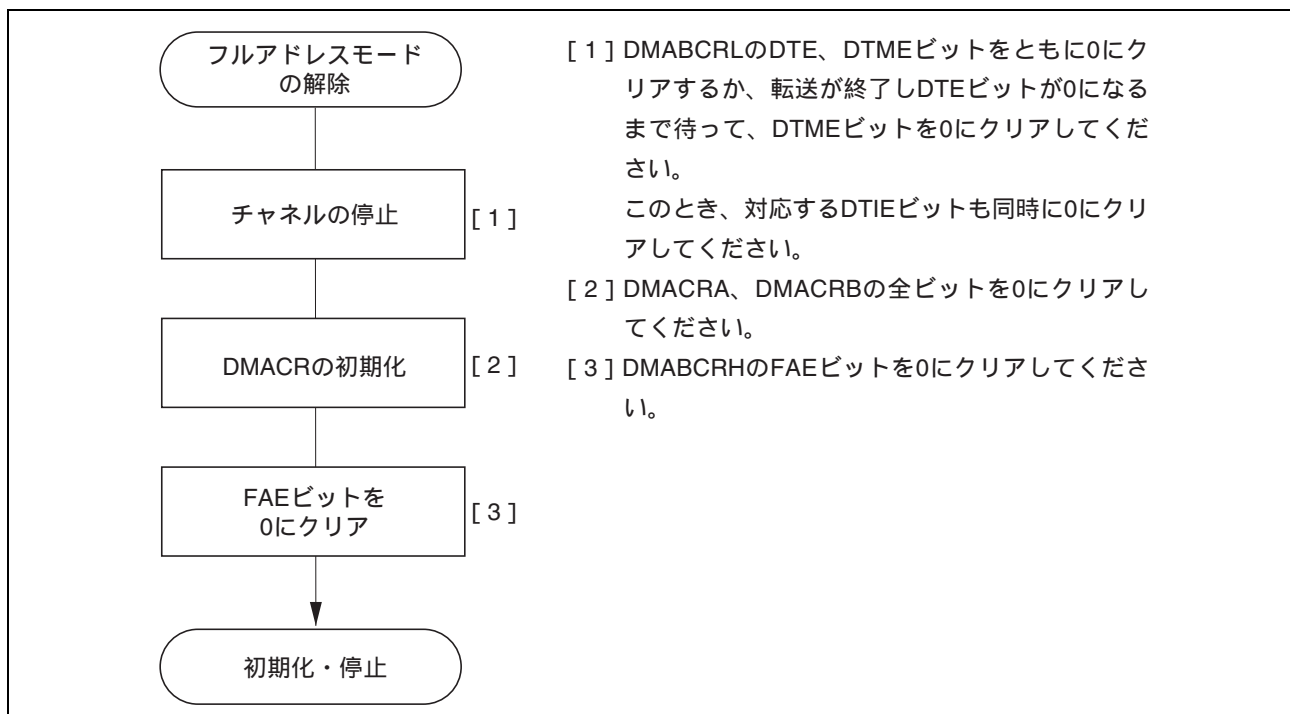 フルアドレスモード
の解除
チャネルの停止
[ 1 ]
DMACRの初期化
[ 2 ]
FAEビットを
0にクリア
[ 3 ]
初期化・停止
[ 1 ] DMABCRLのDTE、DTMEビットをともに0にク
リアするか、転送が終了しDTEビットが0になる
まで待って、DTMEビットを0にクリアしてくだ
さい。
このとき、対応するDTIEビットも同時に0にクリ
アしてください。
[ 2 ] DMACRA、DMACRBの全ビットを0にクリアし
てください。
[ 3 ] DMABCRHのFAEビットを0にクリアしてくださ
い。